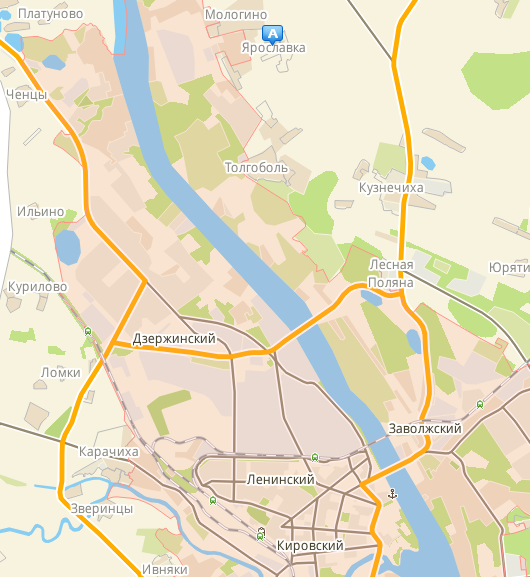 Платуново
Мологино
A
Ярославка
Ченцы
Толгоболь
Кузнечиха
Ильино
Лесная
Поляна
Юряти
Курилово
Дзержинский
Ломки
Заволжский
Карачиха
Ленинский
Зверинцы
Кировский
Ивняки